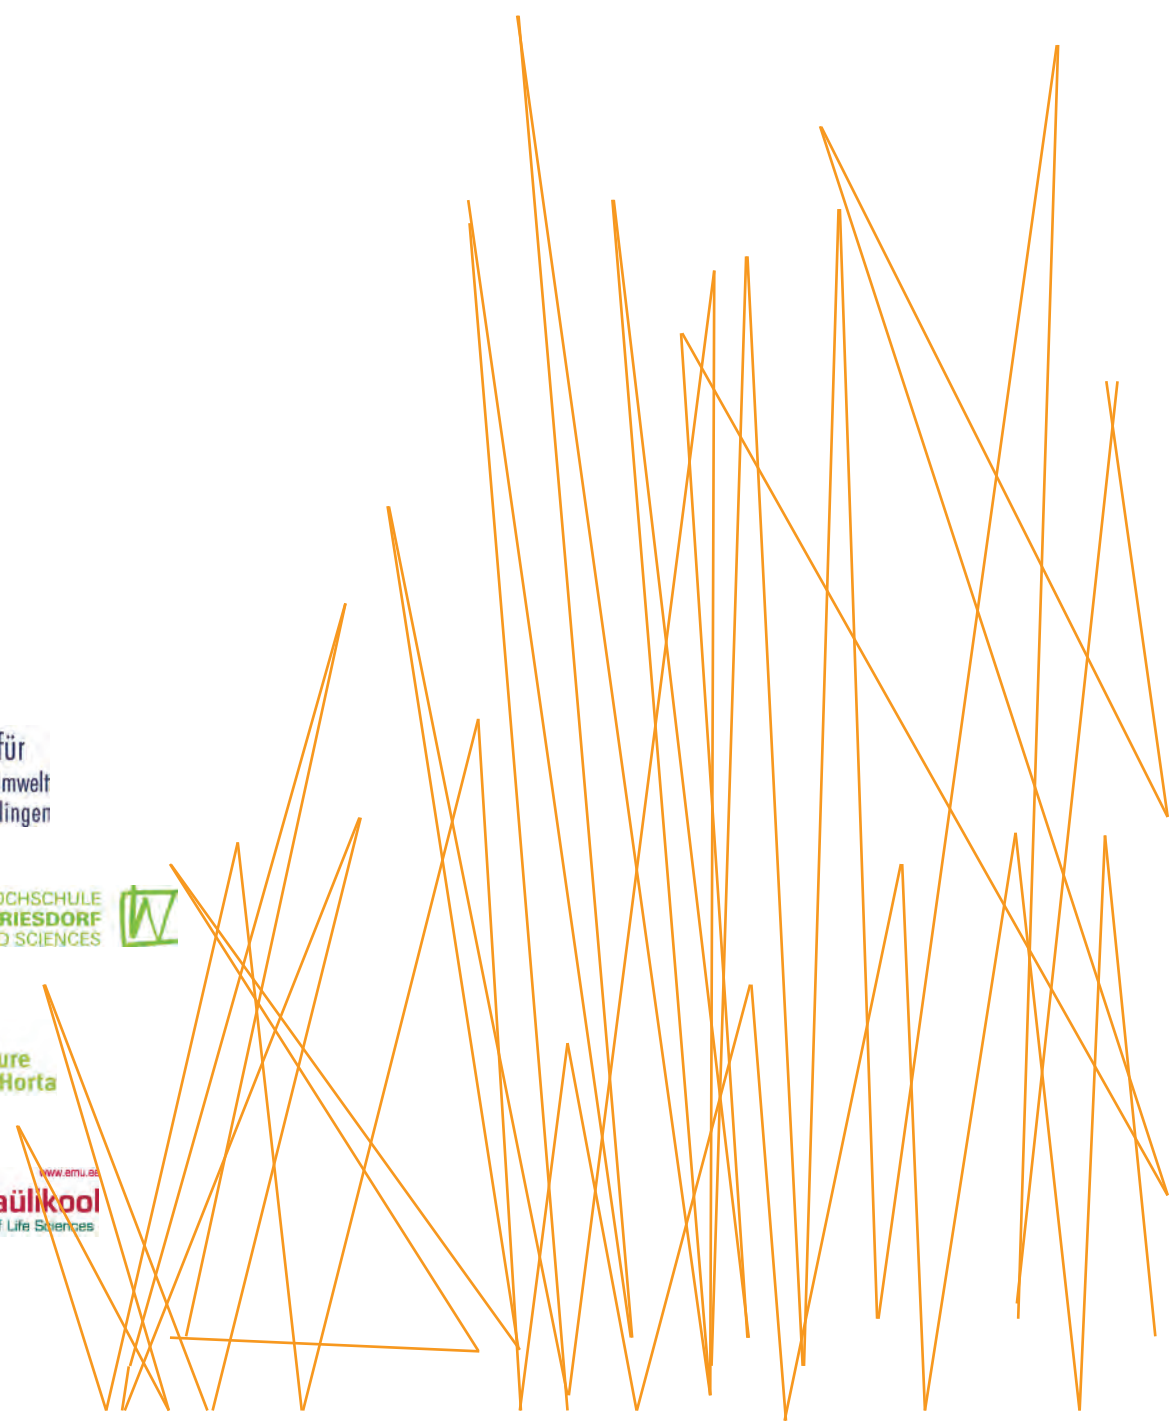 für
mwelt
lingen
OCHSCHULE
RIESDORF
D SCIENCES
ure
Horta
www.emu.ee
aülikool
f Life Sciences